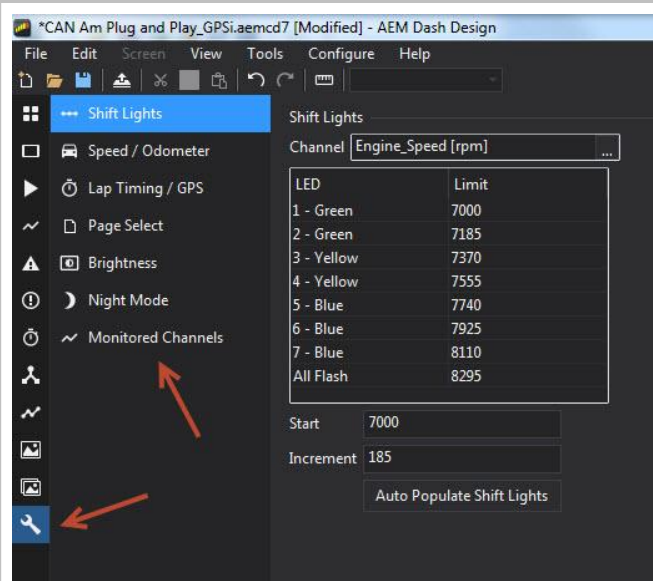 *CAN Am Plug and Play_GPSi.aemcd7 [Modified] - AEM Dash Design
File Edit Screen View Tools Configure Help
Shift Lights
Speed / Odometer
Lap Timing / GPS
Page Select
Brightness
Night Mode
Monitored Channels
Shift Lights
Channel Engine_Speed [rpm] ...
LED Limit
1 - Green 7000
2 - Green 7185
3 - Yellow 7370
4 - Yellow 7555
5 - Blue 7740
6 - Blue 7925
7 - Blue 8110
All Flash 8295
Start 7000
Increment 185
Auto Populate Shift Lights